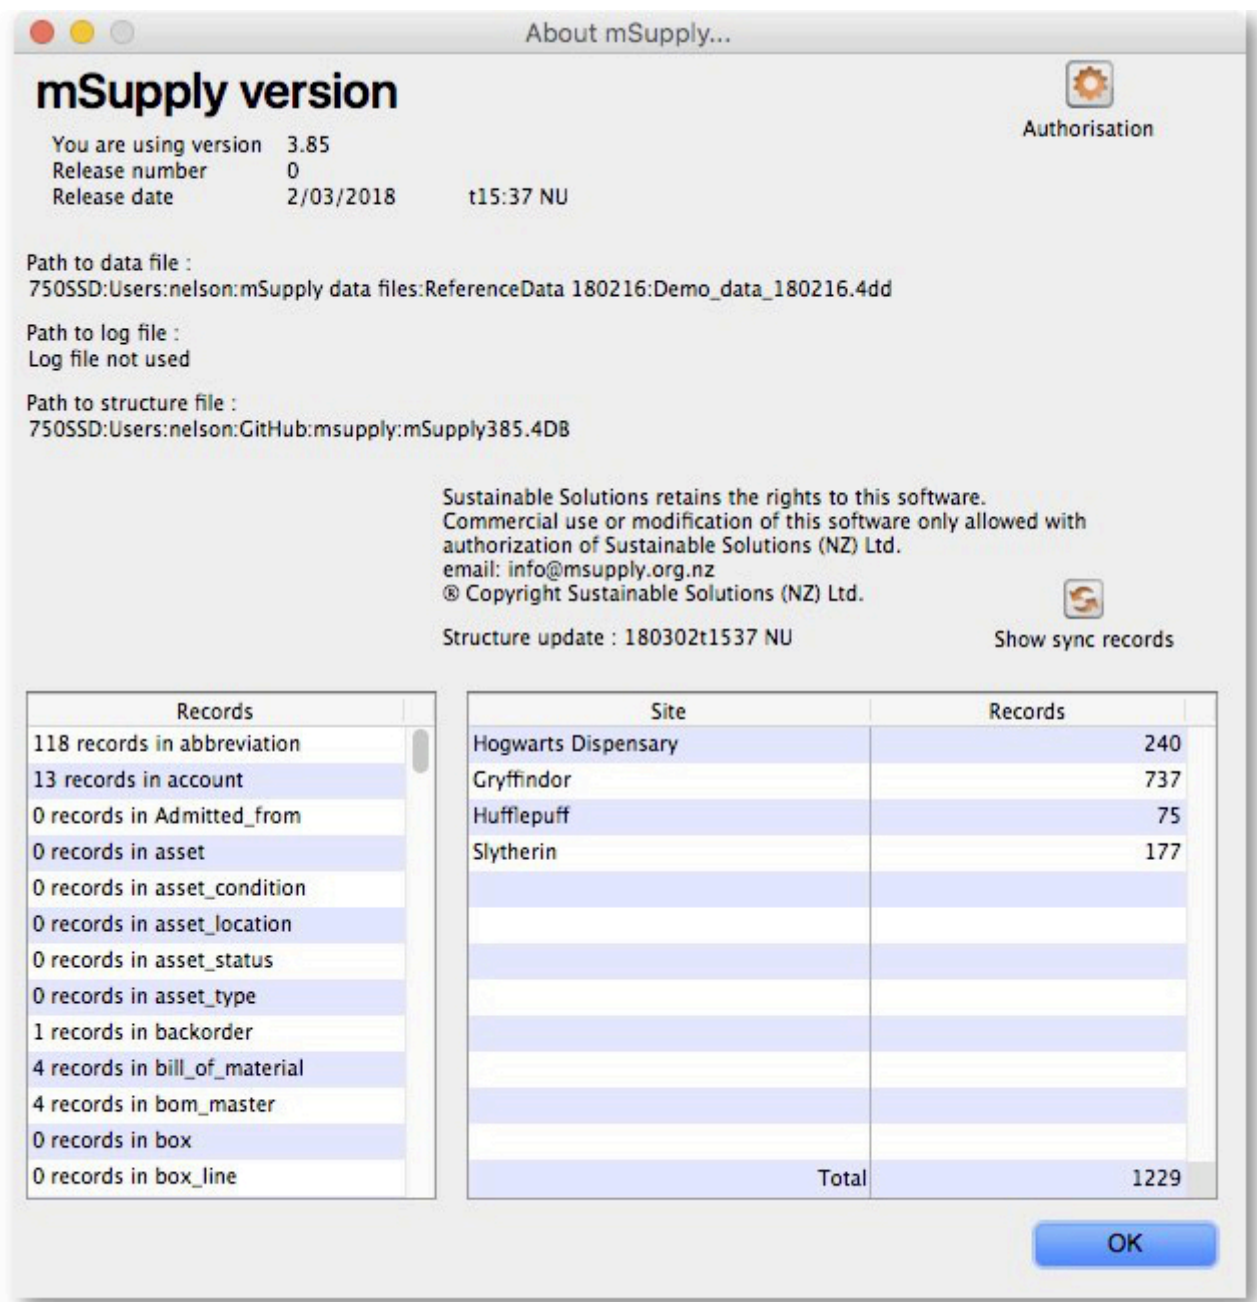 About mSupply...
mSupply version
Authorisation
You are using version 3.85
Release number 0
Release date 2/03/2018 t15:37 NU
Path to data file :
750SSD:Users:nelson:mSupply data files:ReferenceData 180216:Demo_data_180216.4dd
Path to log file :
Log file not used
Path to structure file :
750SSD:Users:nelson:GitHub:msupply:mSupply385.4DB
Sustainable Solutions retains the rights to this software.
Commercial use or modification of this software only allowed with
authorization of Sustainable Solutions (NZ) Ltd.
email: info@msupply.org.nz
® Copyright Sustainable Solutions (NZ) Ltd.
Structure update : 180302t1537 NU
Show sync records
Records
118 records in abbreviation
13 records in account
0 records in Admitted_from
0 records in asset
0 records in asset_condition
0 records in asset_location
0 records in asset_status
0 records in asset_type
1 records in backorder
4 records in bill_of_material
4 records in bom_master
0 records in box
0 records in box_line
Site Records
Hogwarts Dispensary 240
Gryffindor 737
Hufflepuff 75
Slytherin 177
Total 1229
OK